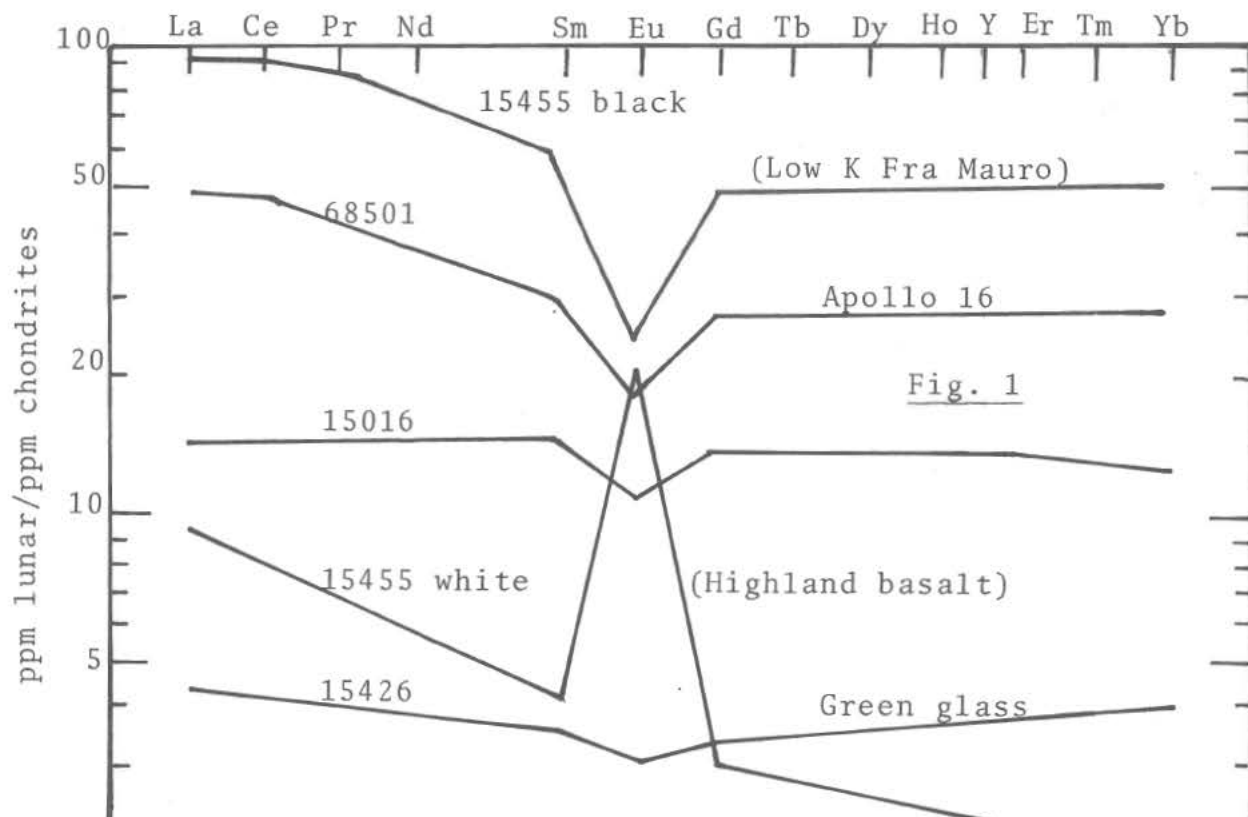 La Ce Pr Nd Sm Eu Gd Tb Dy Ho Y Er Tm Yb
100
15455 black
(Low K Fra Mauro)
50
68501
Apollo 16
20
Fig. 1
15016
10
15455 white
(Highland basalt)
5
15426
Green glass
ppm lunar/ppm chondrites